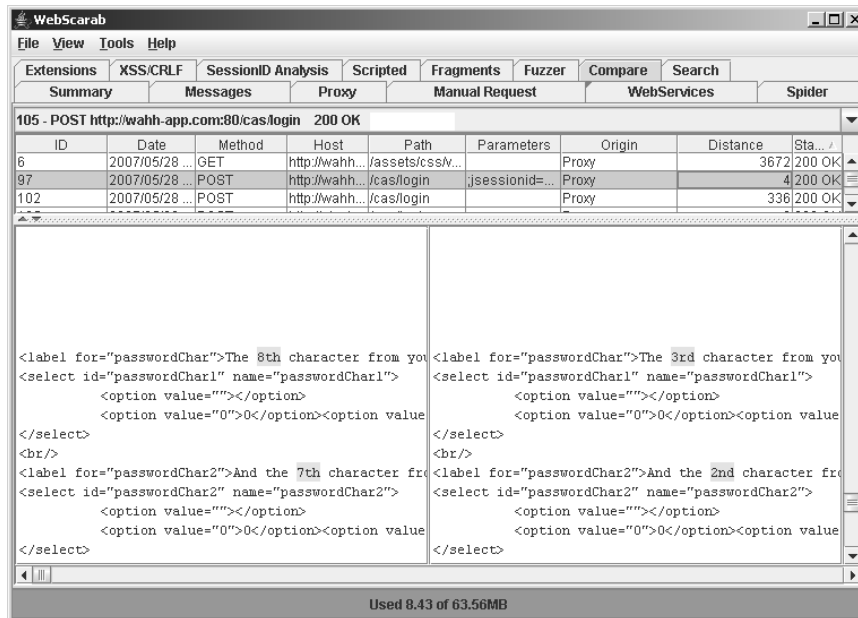 WebScarab
File View Tools Help
Extensions XSS/CRLF SessionID Analysis Scripted Fragments Fuzzer Compare Search
Summary Messages Proxy Manual Request WebServices Spider
105 - POST http://wahh-app.com:80/cas/login 200 OK
ID Date Method Host Path Parameters Origin Distance Sta...
6 2007/05/28 ... GET http://wahh... /assets/css/v... Proxy 3672 200 OK
97 2007/05/28 ... POST http://wahh... /cas/login ;jsessionid=... Proxy 4 200 OK
102 2007/05/28 ... POST http://wahh... /cas/login Proxy 336 200 OK
<label for="passwordChar">The 8th character from you
<select id="passwordChar1" name="passwordChar1">
<option value=""></option>
<option value="0">0</option><option value
</select>
<br/>
<label for="passwordChar2">And the 7th character fro
<select id="passwordChar2" name="passwordChar2">
<option value=""></option>
<option value="0">0</option><option value
</select>
<label for="passwordChar">The 3rd character from you
<select id="passwordChar1" name="passwordChar1">
<option value=""></option>
<option value="0">0</option><option value
</select>
<br/>
<label for="passwordChar2">And the 2nd character fro
<select id="passwordChar2" name="passwordChar2">
<option value=""></option>
<option value="0">0</option><option value
</select>
Used 8.43 of 63.56MB